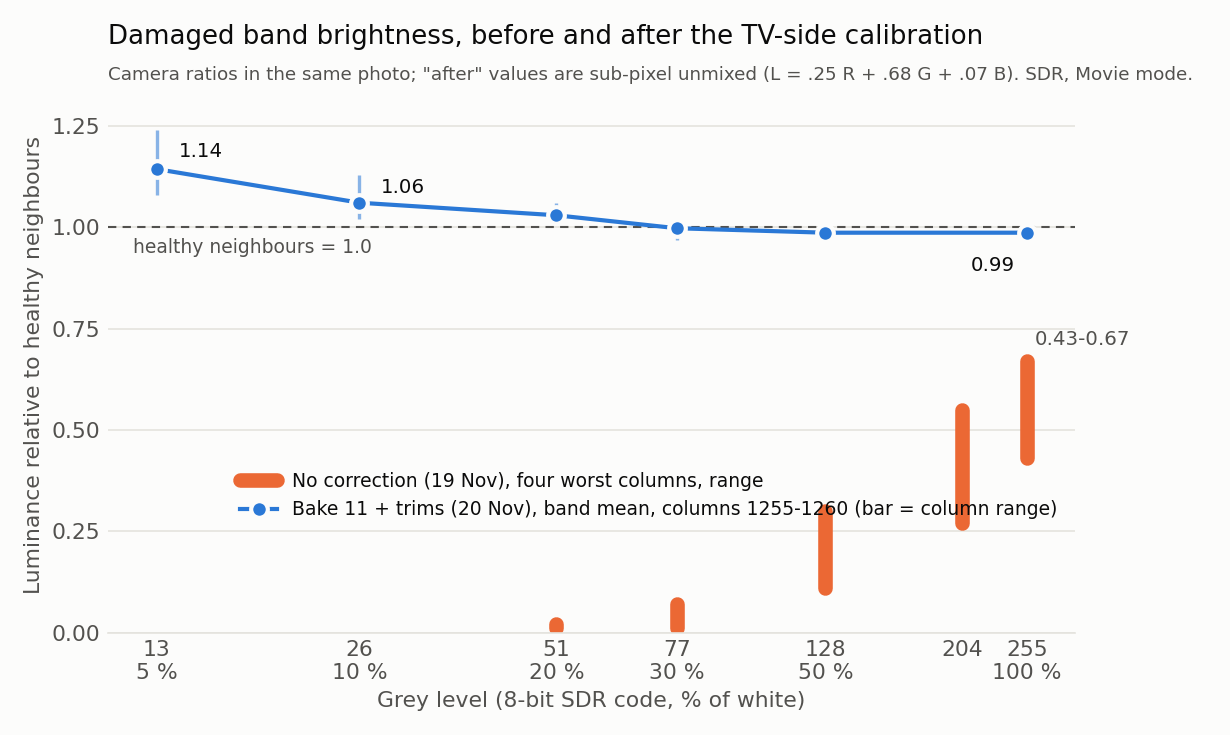 Damaged band brightness, before and after the TV-side calibration
Camera ratios in the same photo; "after" values are sub-pixel unmixed (L = .25 R + .68 G + .07 B). SDR, Movie mode.
Luminance relative to healthy neighbours
1.25
1.00
0.75
0.50
0.25
0.00
1.14
1.06
healthy neighbours = 1.0
0.99
0.43-0.67
No correction (19 Nov), four worst columns, range
Bake 11 + trims (20 Nov), band mean, columns 1255-1260 (bar = column range)
13 26 51 77 128 204 255
5 % 10 % 20 % 30 % 50 % 100 %
Grey level (8-bit SDR code, % of white)